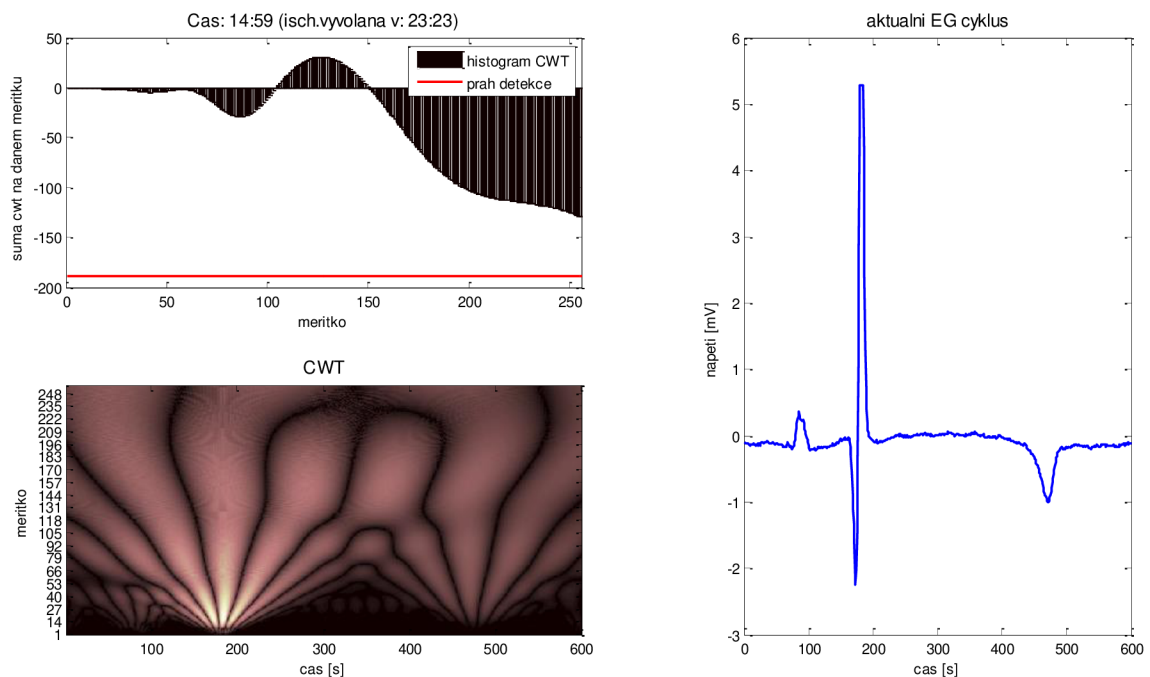 Cas: 14:59 (isch.vyvolana v: 23:23)
suma cwt na danem meritku
50
0
-50
-100
-150
-200
histogram CWT
prah detekce
0 50 100 150 200 250
meritko
CWT
meritko
248
235
222
209
196
183
170
157
144
131
118
105
92
79
66
53
40
27
14
1
100 200 300 400 500 600
cas [s]
aktualni EG cyklus
napeti [mV]
6
5
4
3
2
1
0
-1
-2
-3
0 100 200 300 400 500 600
cas [s]